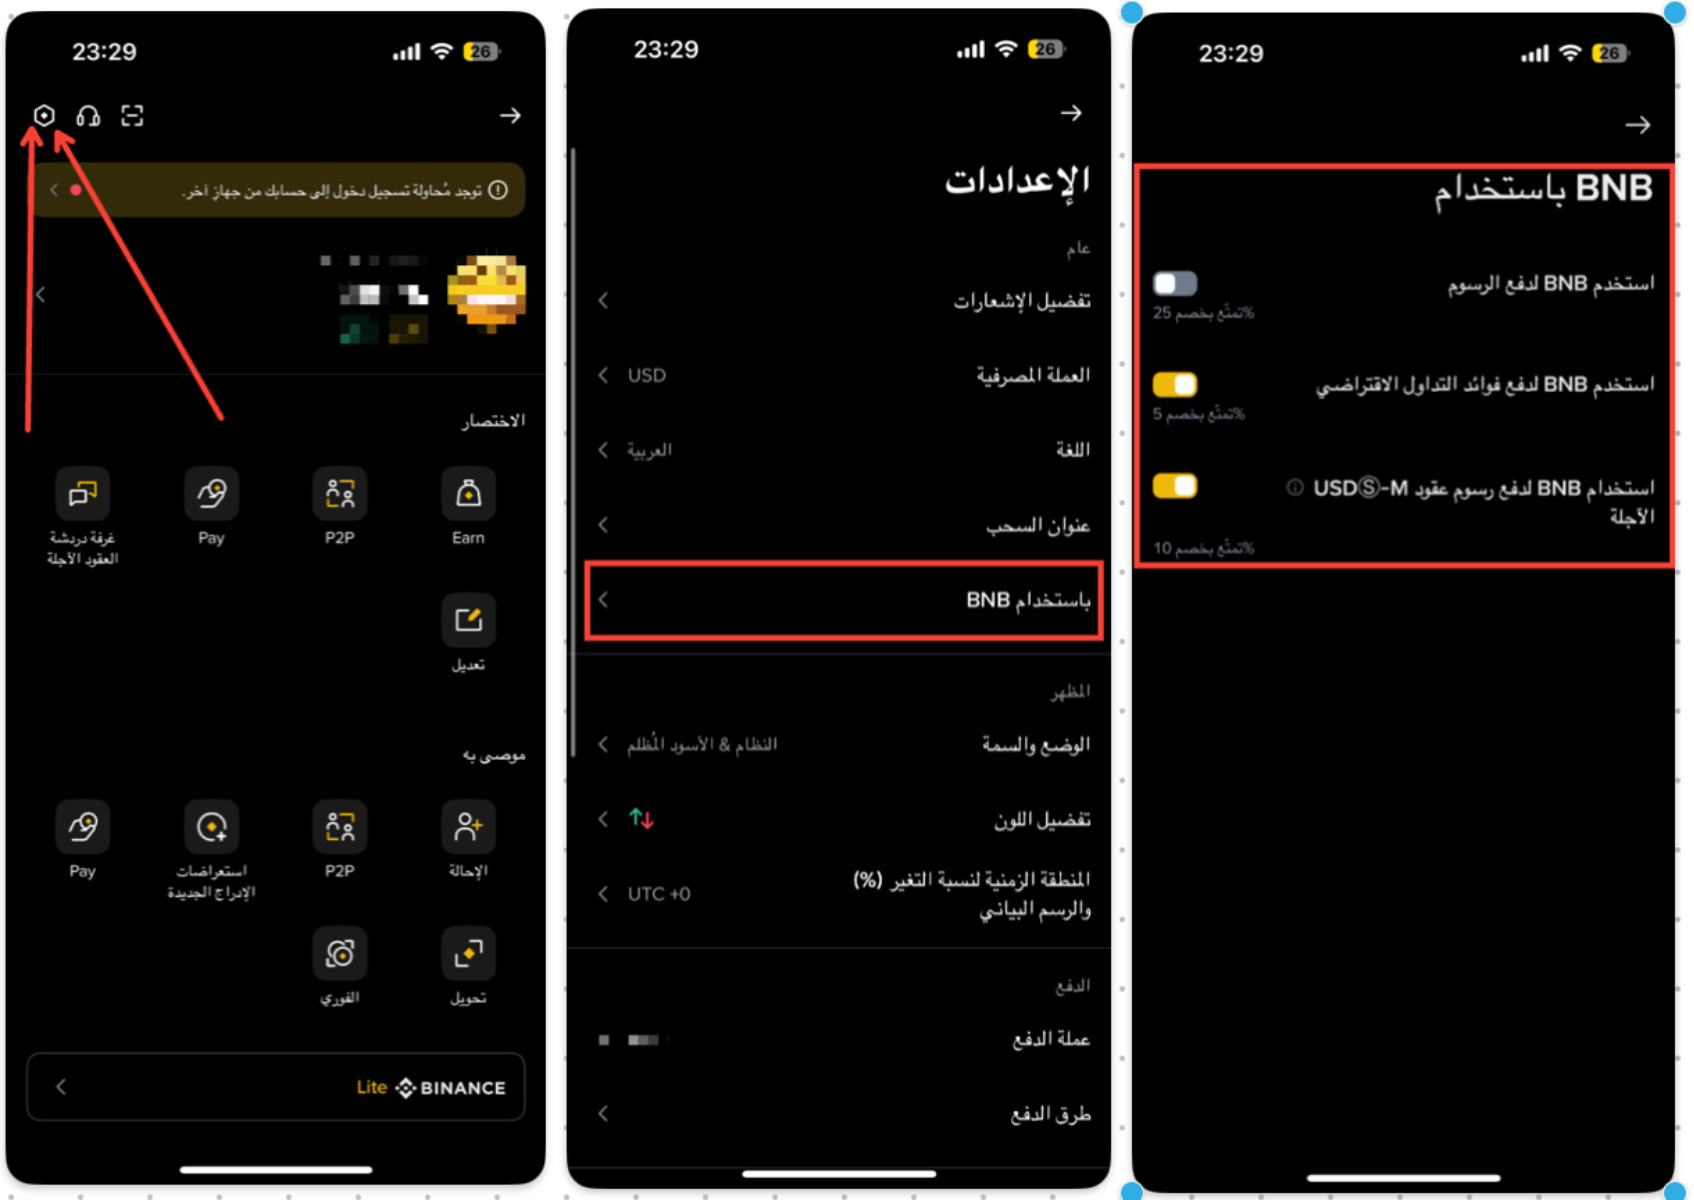 23:29
26
توجد مُحاولة تسجيل دخول إلى حسابك من جهازٍ آخر.
الاختصار
Earn
P2P
Pay
غرفة دردشة
العقود الآجلة
تعديل
موصى به
الإحالة
P2P
استعراضات
الإدراج الجديدة
Pay
تحويل
الفوري
BINANCE Lite
23:29
26
الإعدادات
عام
تفضيل الإشعارات
العملة المصرفية
USD
اللغة
العربية
عنوان السحب
باستخدام BNB
المظهر
الوضع والسمة
النظام & الأسود المُظلم
تفضيل اللون
المنطقة الزمنية لنسبة التغير (%)
والرسم البياني
UTC +0
الدفع
عملة الدفع
طرق الدفع
23:29
26
BNB باستخدام
استخدم BNB لدفع الرسوم
%تمتّع بخصم 25
استخدم BNB لدفع فوائد التداول الاقتراضي
%تمتّع بخصم 5
استخدام BNB لدفع رسوم عقود USDⓈ-M
الآجلة
%تمتّع بخصم 10